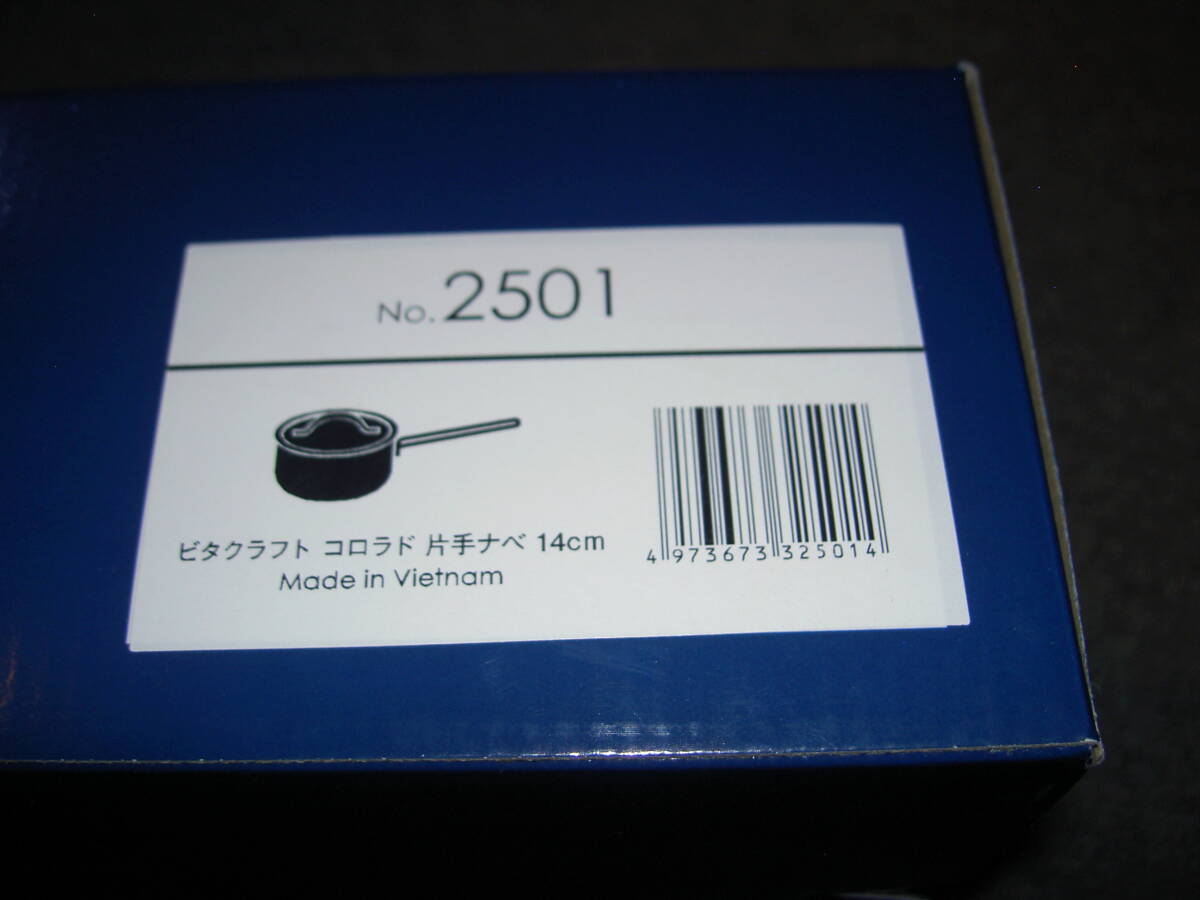 No.2501
ビタクラフト コロラド 片手ナベ 14cm
Made in Vietnam
4 973673 325014